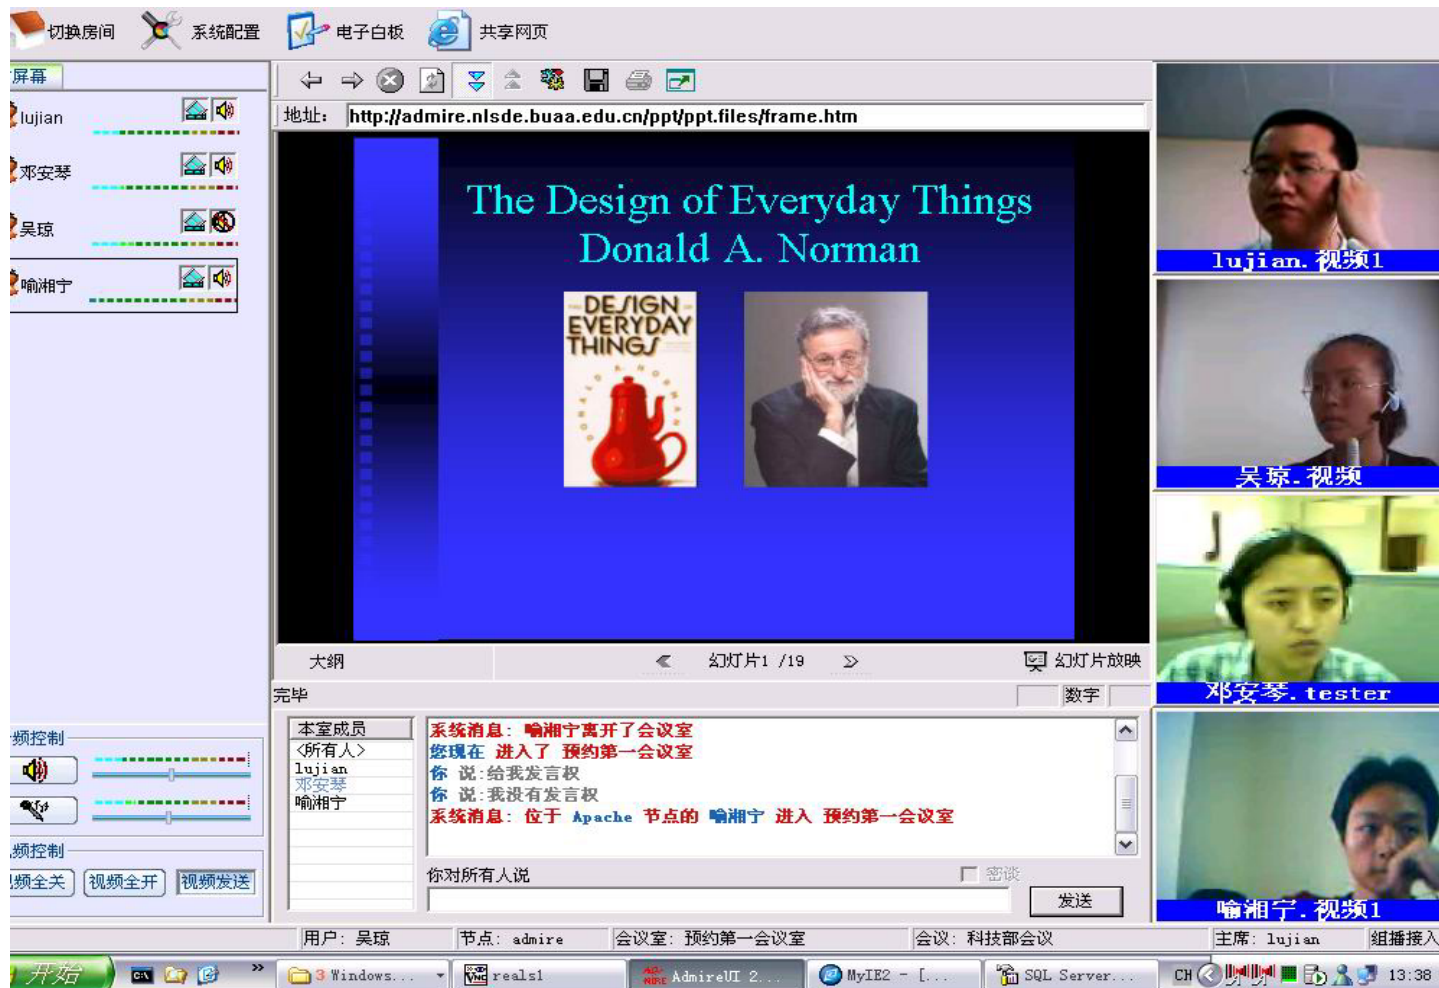 切换房间 系统配置 电子白板 共享网页
屏幕
lujian
邓安琴
吴琼
喻湘宁
地址: http://admire.nlsde.buaa.edu.cn/ppt/ppt.files/frame.htm
The Design of Everyday Things
Donald A. Norman
DESIGN
EVERYDAY
THINGS
DONALD A. NORMAN
大纲 幻灯片1 /19 幻灯片放映
完毕 数字
lujian.视频1
吴琼.视频
邓安琴.tester
喻湘宁.视频1
频控制
频控制
频全关 视频全开 视频发送
本室成员
<所有人>
lujian
邓安琴
喻湘宁
系统消息: 喻湘宁离开了会议室
您现在 进入了 预约第一会议室
你 说:给我发言权
你 说:我没有发言权
系统消息: 位于 Apache 节点的 喻湘宁 进入 预约第一会议室
你对所有人说 密谈
发送
用户: 吴琼 节点: admire 会议室: 预约第一会议室 会议: 科技部会议 主席: lujian 组播接入
开始 3 Windows... reals1 AdmireUI 2... MyIE2 - [... SQL Server... CH 13:38